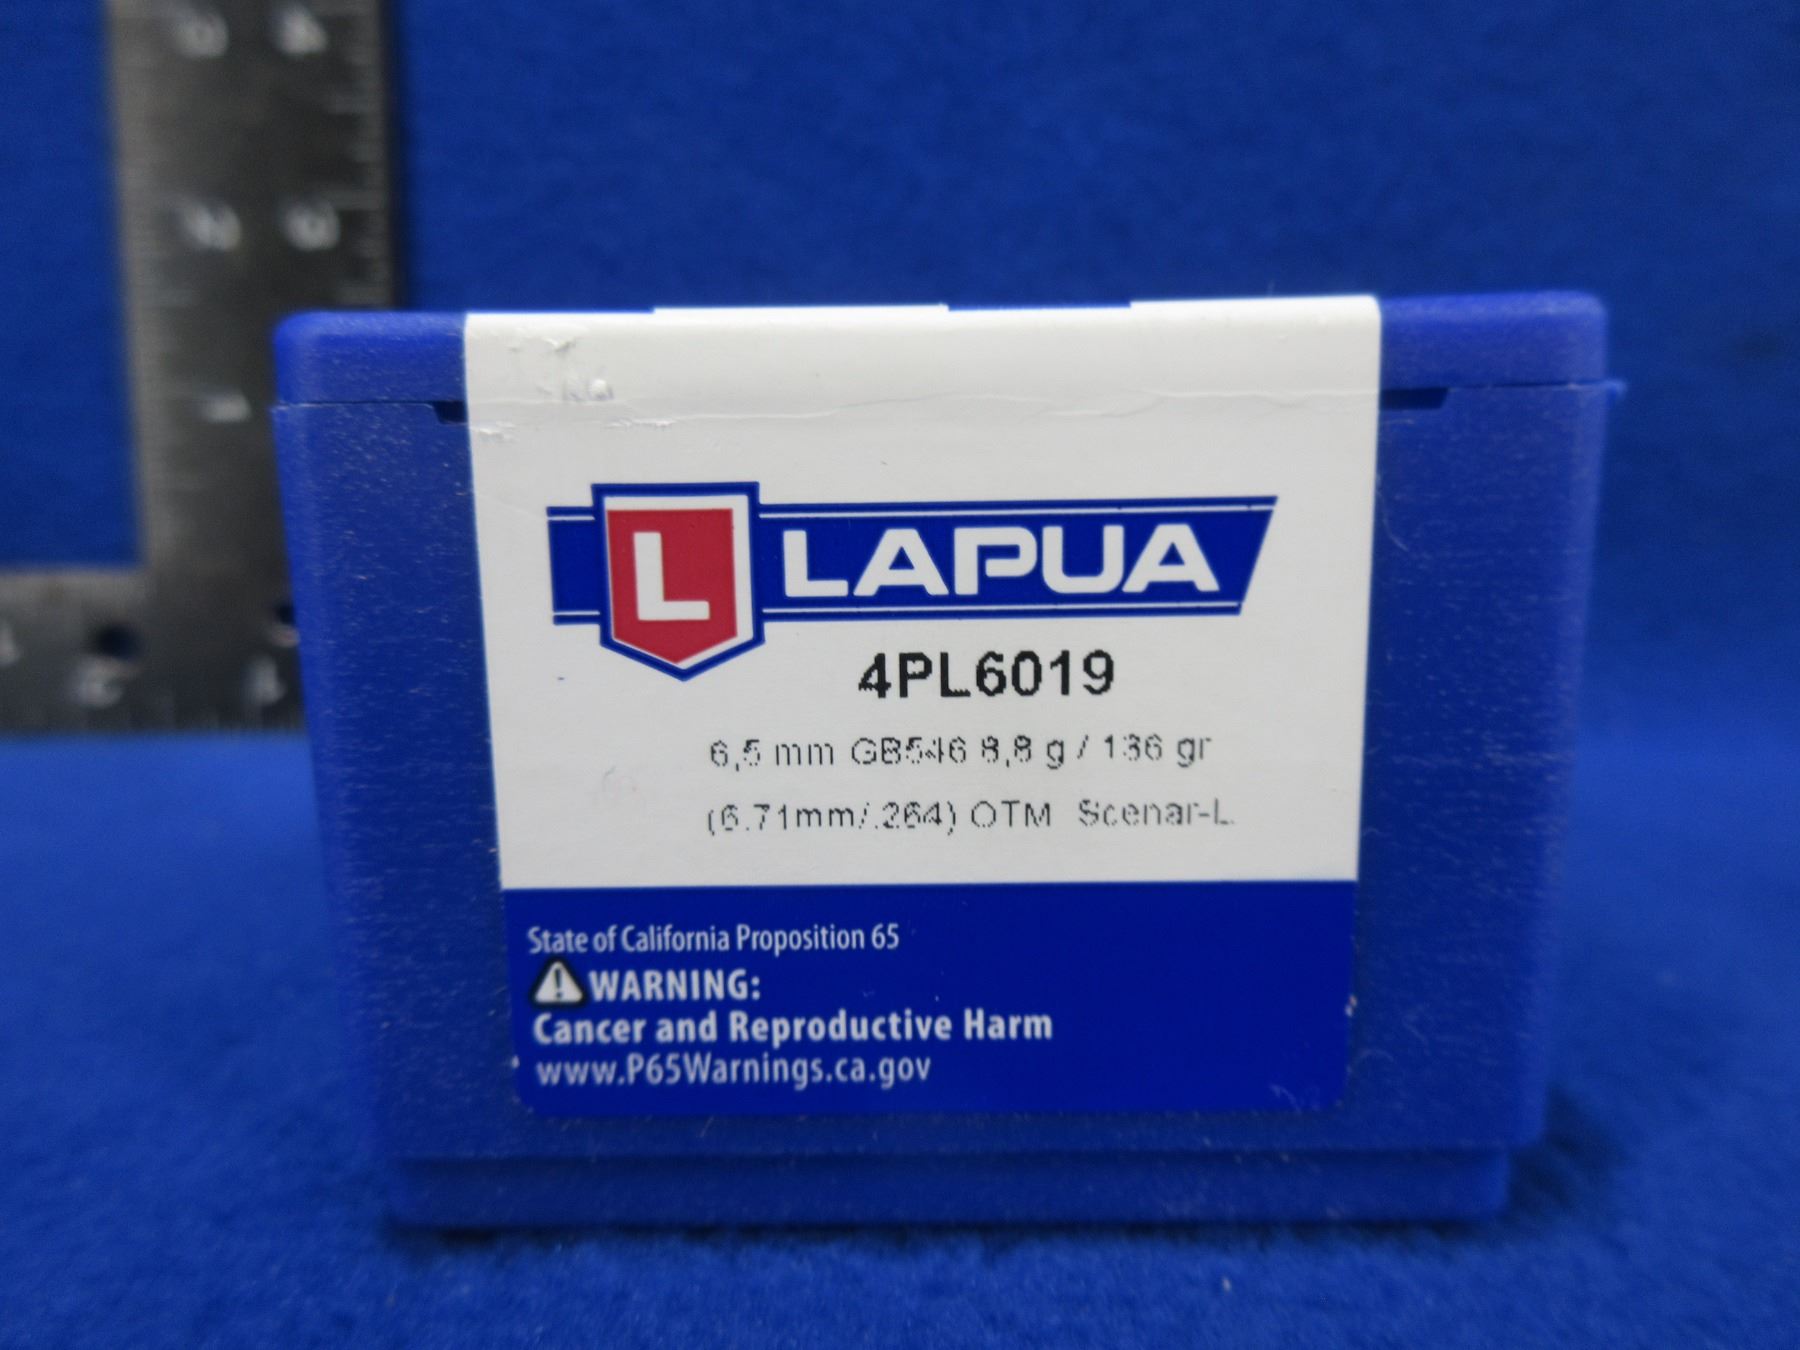 L LAPUA
4PL6019
6,5 mm GB546 8,8 g / 136 gr
(6.71mm/.264) OTM Scenar-L
State of California Proposition 65
WARNING:
Cancer and Reproductive Harm
www.P65Warnings.ca.gov